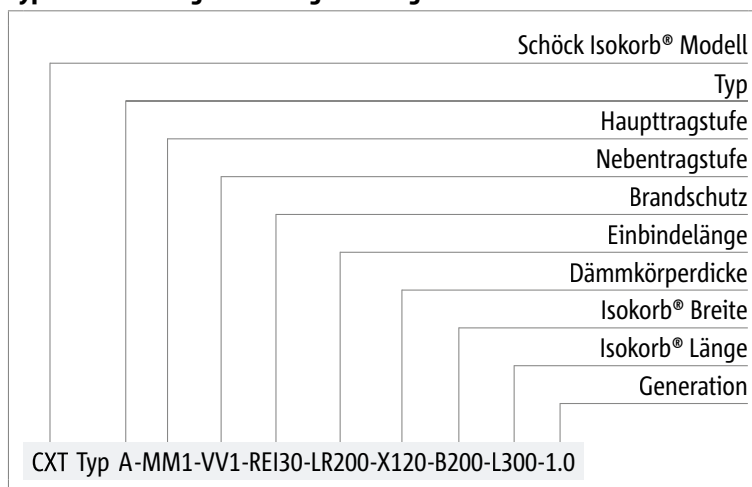 Schöck Isokorb® Modell
Typ
Haupttragstufe
Nebentragstufe
Brandschutz
Einbindelänge
Dämmkörperdicke
Isokorb® Breite
Isokorb® Länge
Generation
CXT Typ A-MM1-VV1-REI30-LR200-X120-B200-L300-1.0